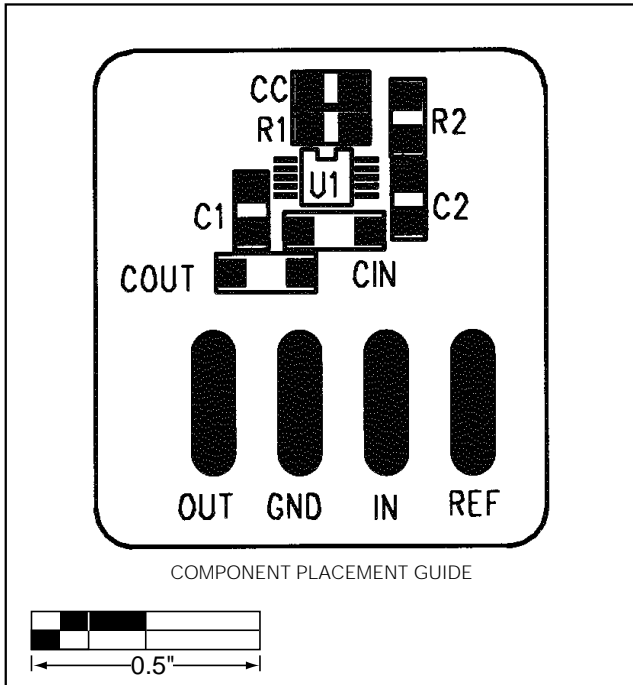 CC
R1
R2
U1
C1
C2
COUT
CIN
OUT GND IN REF
COMPONENT PLACEMENT GUIDE
0.5"